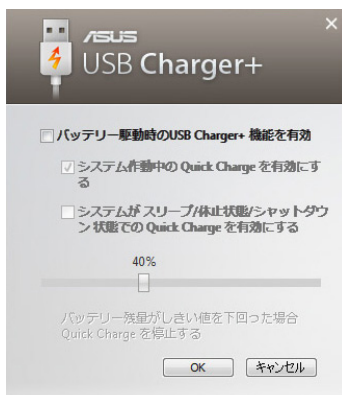 ASUS
USB Charger+
バッテリー駆動時のUSB Charger+ 機能を有効
システム作動中の Quick Charge を有効にす
る
システムが スリープ/休止状態/シャットダウ
ン 状態での Quick Charge を有効にする
40%
バッテリー残量がしきい値を下回った場合
Quick Charge を停止する
OK キャンセル